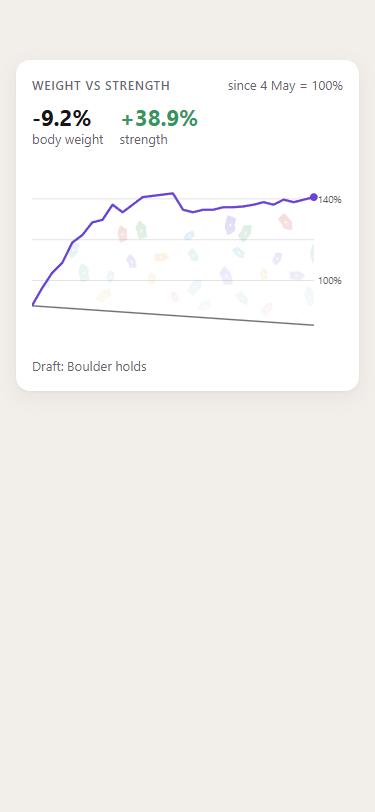 WEIGHT VS STRENGTH since 4 May = 100%
-9.2% +38.9%
body weight strength
140%
100%
Draft: Boulder holds